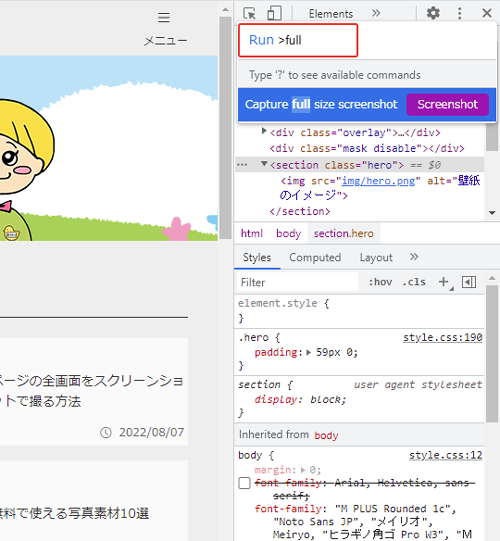 メニュー
ページの全画面をスクリーンショ
ットで撮る方法
2022/08/07
無料で使える写真素材10選
Elements
Run >full
Type '?' to see available commands
Capture full size screenshot Screenshot
<div class="overlay">…</div>
<div class="mask disable"></div>
<section class="hero"> == $0
<img src="img/hero.png" alt="壁紙
のイメージ">
</section>
html body section.hero
Styles Computed Layout
Filter :hov .cls
element.style {
}
.hero { style.css:190
padding: 59px 0;
}
section { user agent stylesheet
display: block;
}
Inherited from body
body { style.css:12
margin: 0;
font-family: Arial, Helvetica, sans-
serif;
font-family: "M PLUS Rounded 1c",
"Noto Sans JP", "メイリオ",
Meiryo, "ヒラギノ角ゴ Pro W3", "M